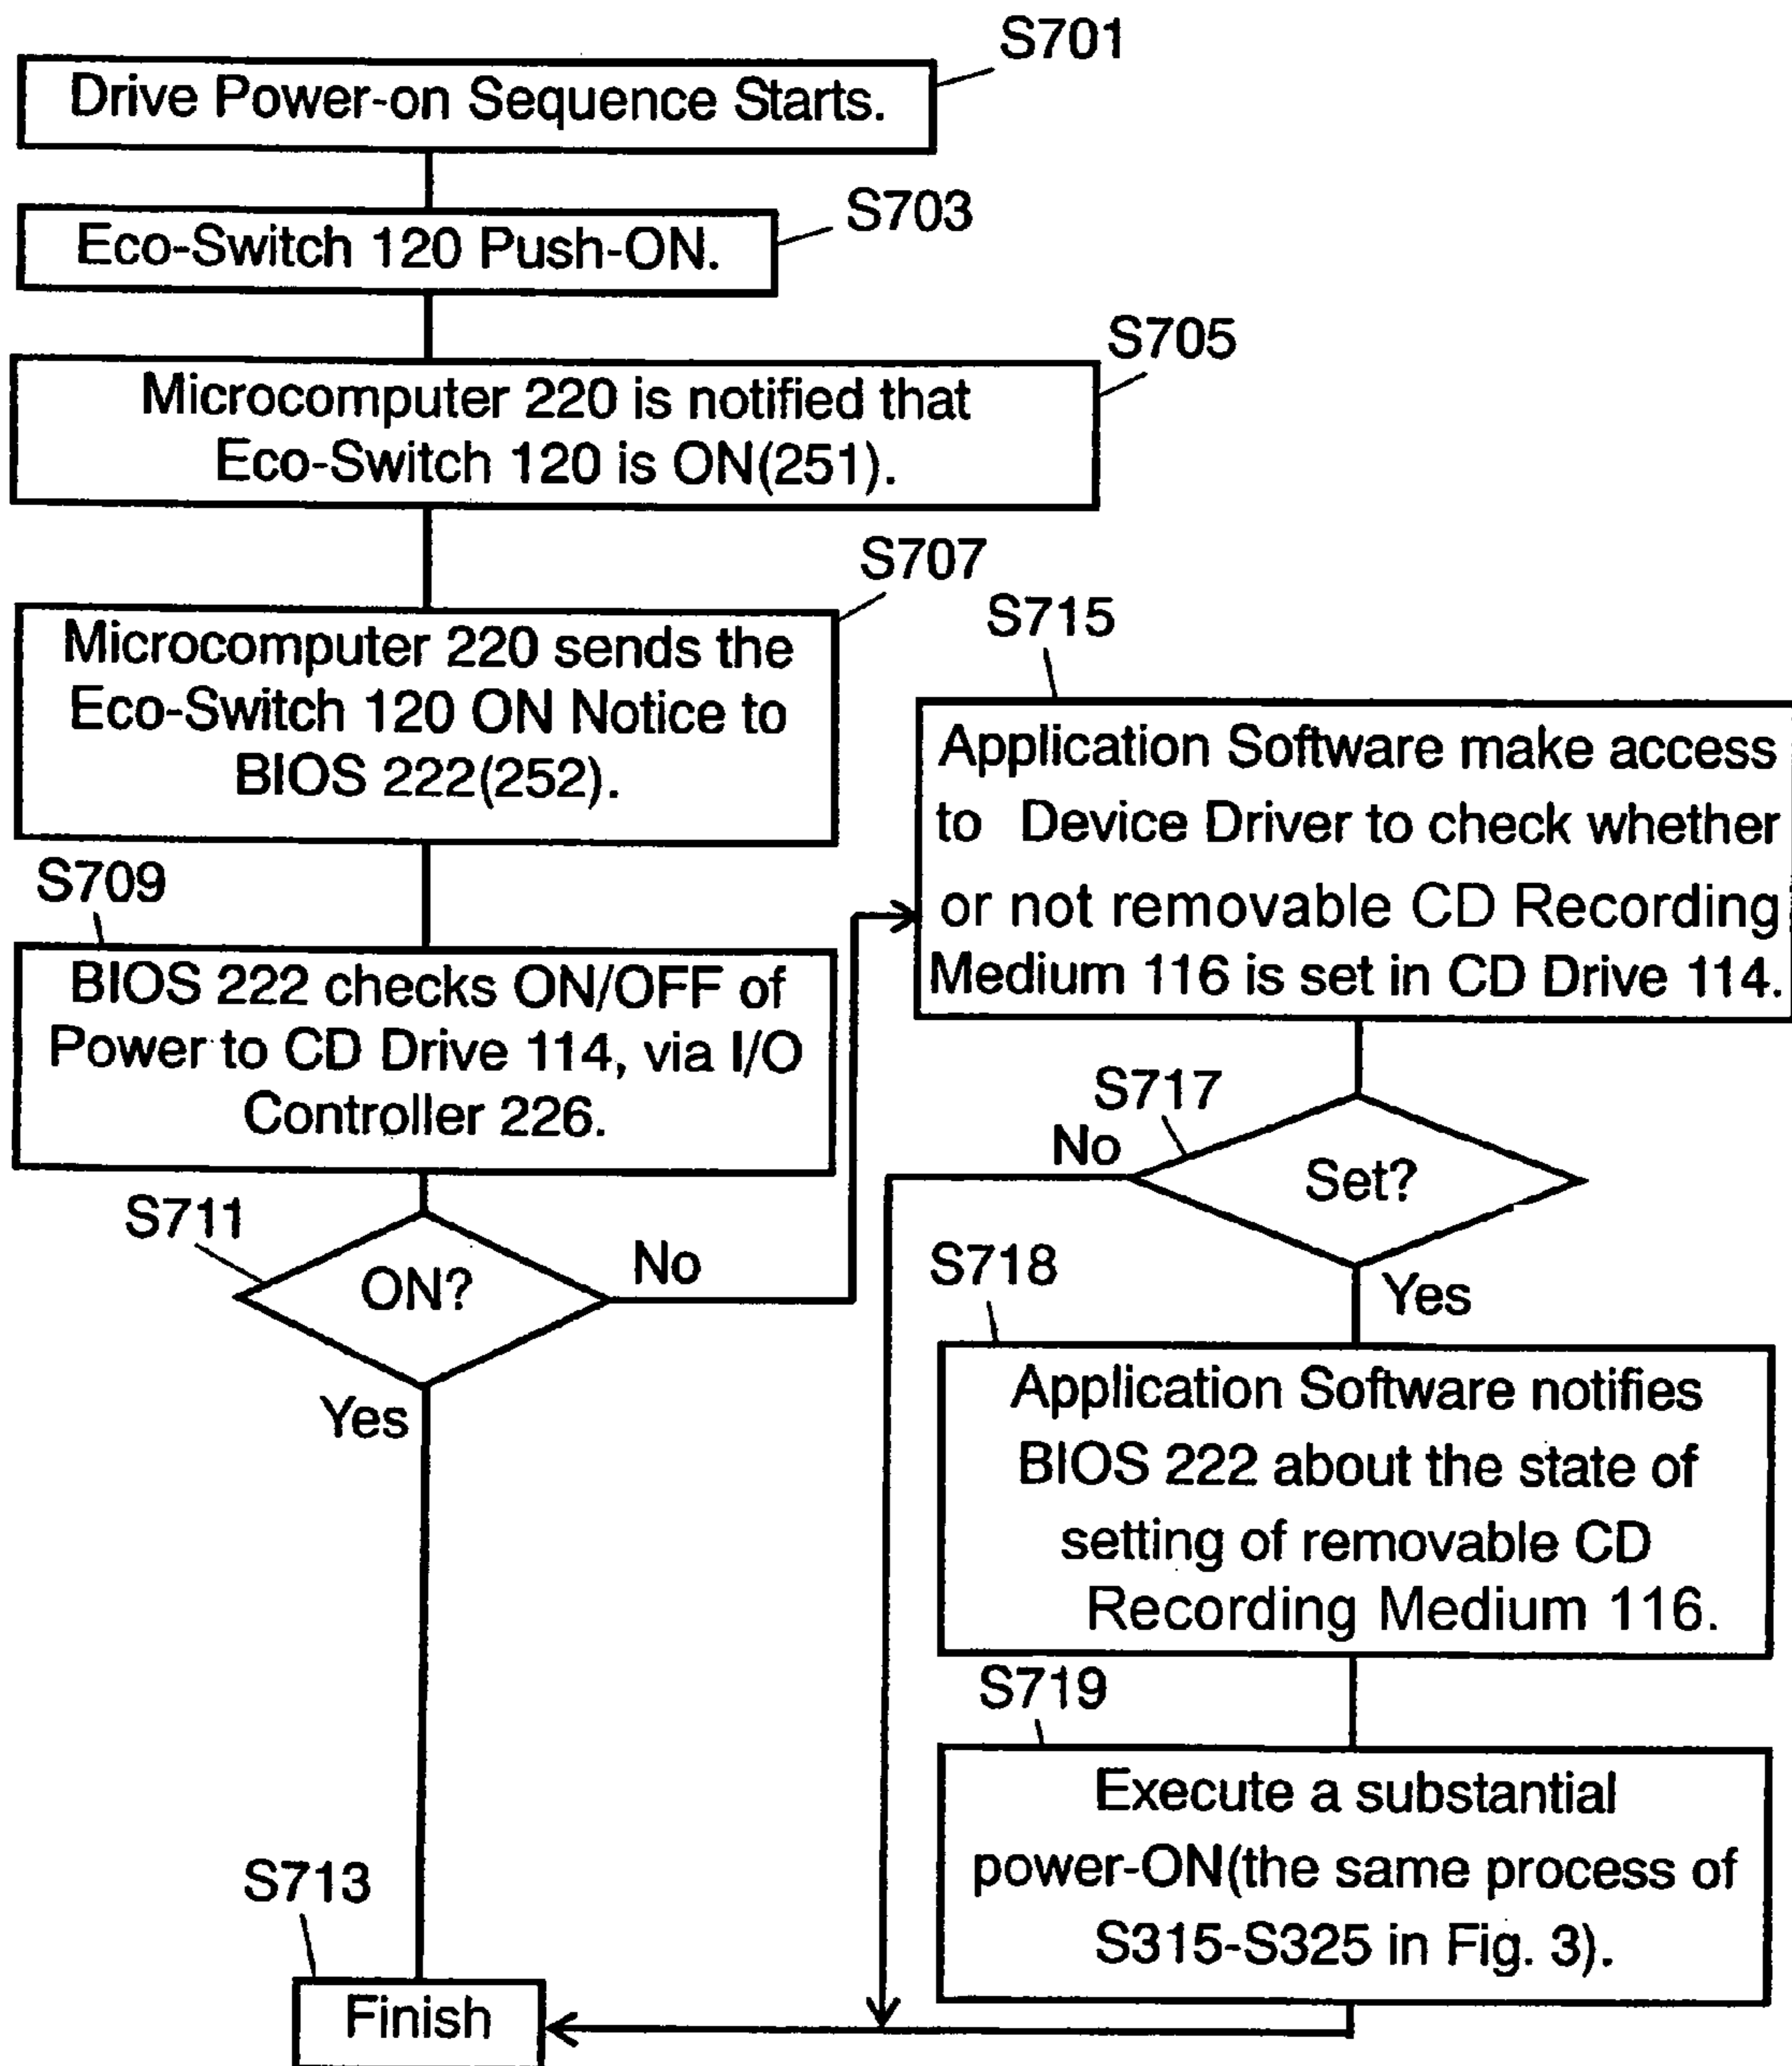 S701
Drive Power-on Sequence Starts.
S703
Eco-Switch 120 Push-ON.
S705
Microcomputer 220 is notified that
Eco-Switch 120 is ON(251).
S707
Microcomputer 220 sends the
Eco-Switch 120 ON Notice to
BIOS 222(252).
S709
BIOS 222 checks ON/OFF of
Power to CD Drive 114, via I/O
Controller 226.
S711
ON?
No
Yes
S713
Finish
S715
Application Software make access
to Device Driver to check whether
or not removable CD Recording
Medium 116 is set in CD Drive 114.
S717
No
Set?
Yes
S718
Application Software notifies
BIOS 222 about the state of
setting of removable CD
Recording Medium 116.
S719
Execute a substantial
power-ON(the same process of
S315-S325 in Fig. 3).